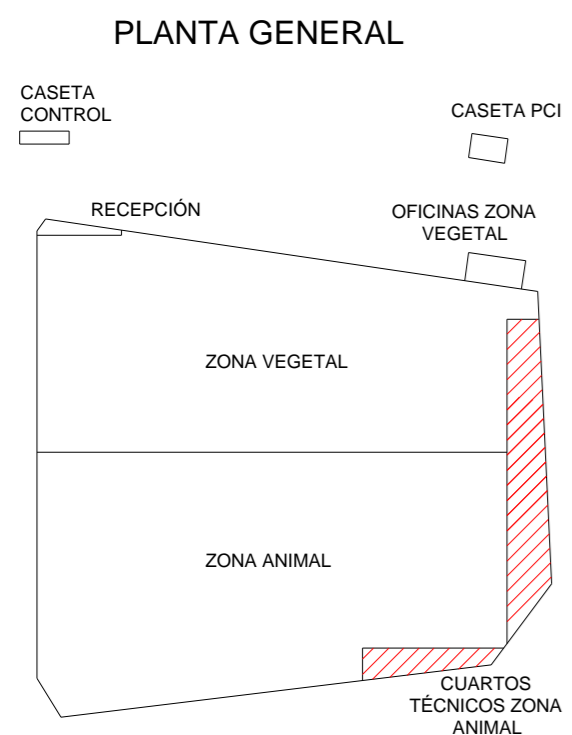 PLANTA GENERAL
CASETA
CONTROL
CASETA PCI
RECEPCIÓN
OFICINAS ZONA
VEGETAL
ZONA VEGETAL
ZONA ANIMAL
CUARTOS
TÉCNICOS ZONA
ANIMAL